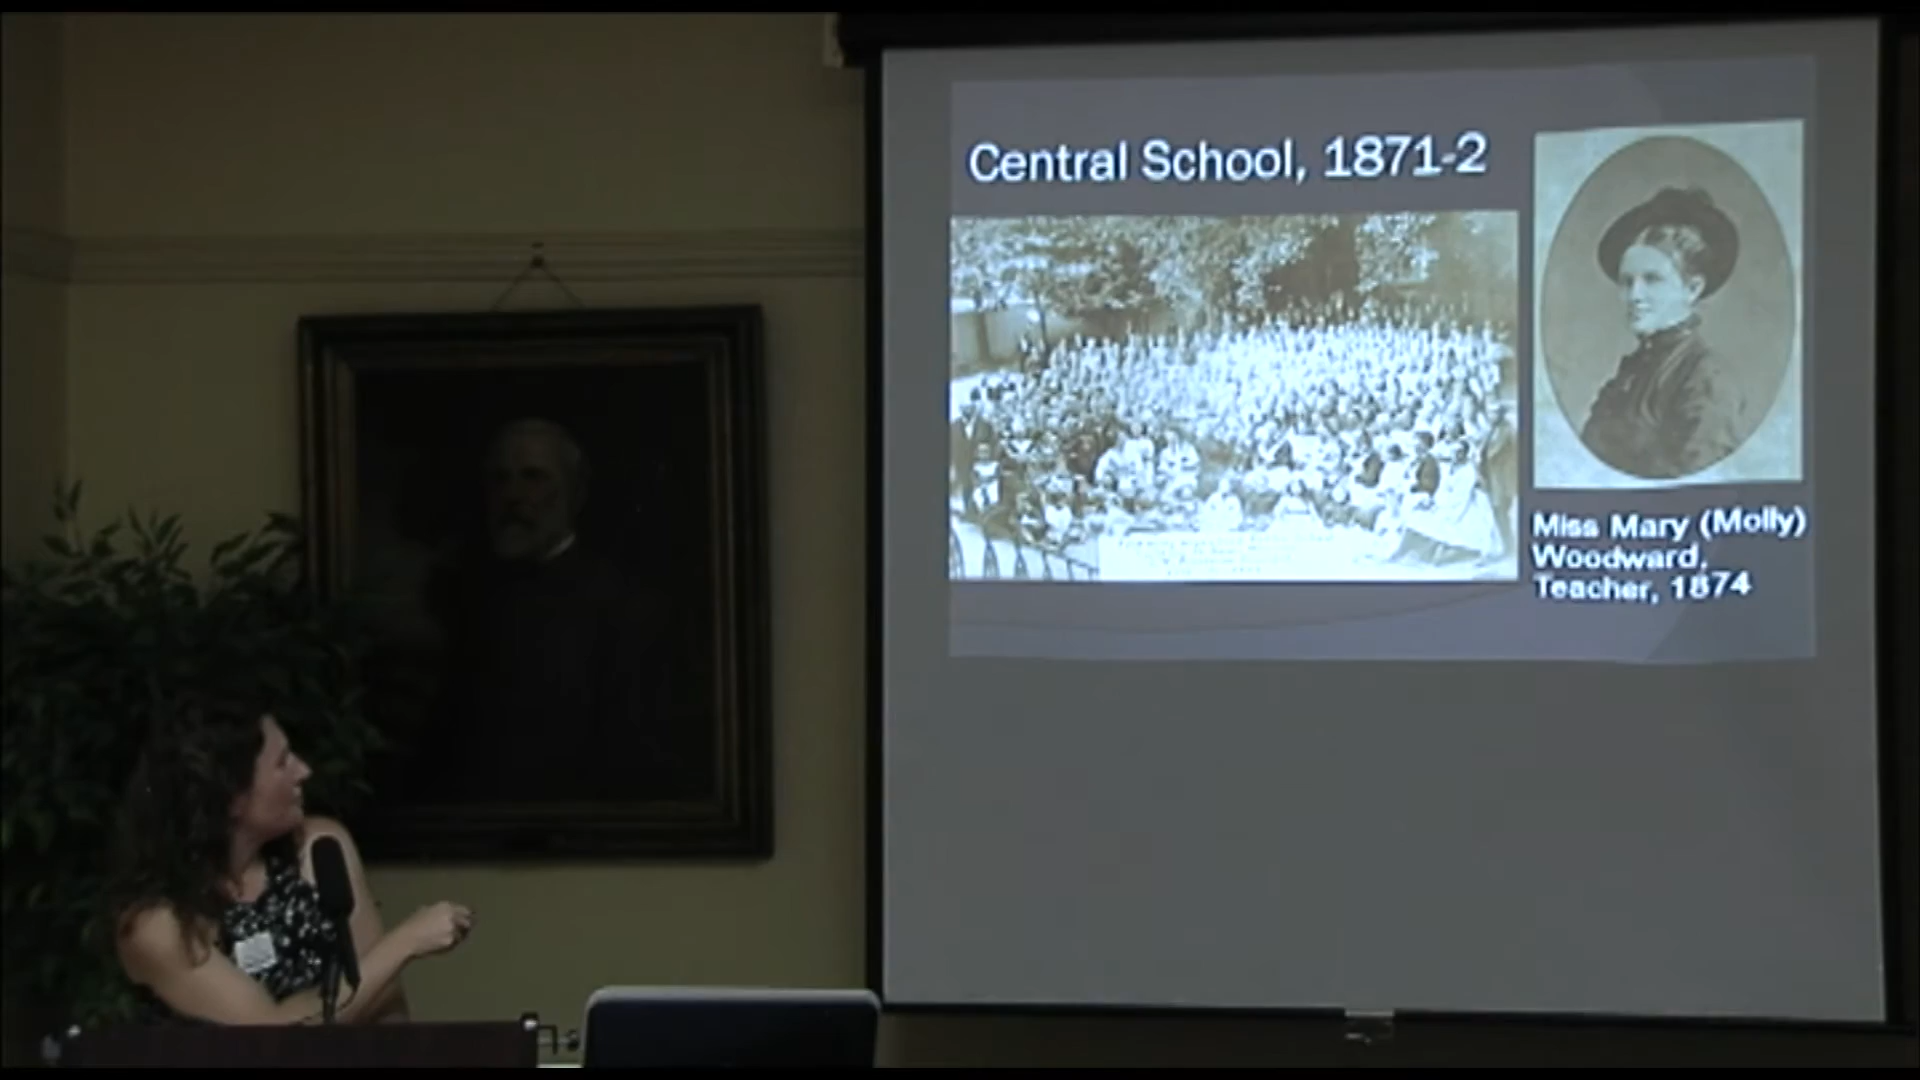 Central School, 1871-2
Miss Mary (Molly)
Woodward,
Teacher, 1874